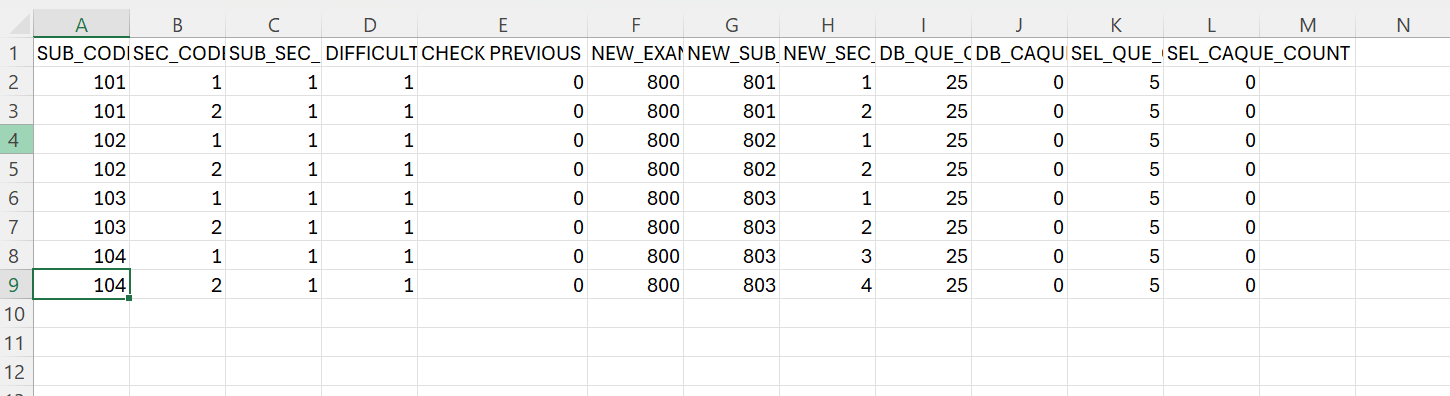 A B C D E F G H I J K L M N
1 SUB_CODI SEC_CODI SUB_SEC_ DIFFICULT CHECK PREVIOUS NEW_EXAN NEW_SUB_ NEW_SEC_ DB_QUE_C DB_CAQUI SEL_QUE_ SEL_CAQUE_COUNT
2 101 1 1 1 0 800 801 1 25 0 5 0
3 101 2 1 1 0 800 801 2 25 0 5 0
4 102 1 1 1 0 800 802 1 25 0 5 0
5 102 2 1 1 0 800 802 2 25 0 5 0
6 103 1 1 1 0 800 803 1 25 0 5 0
7 103 2 1 1 0 800 803 2 25 0 5 0
8 104 1 1 1 0 800 803 3 25 0 5 0
9 104 2 1 1 0 800 803 4 25 0 5 0
10
11
12